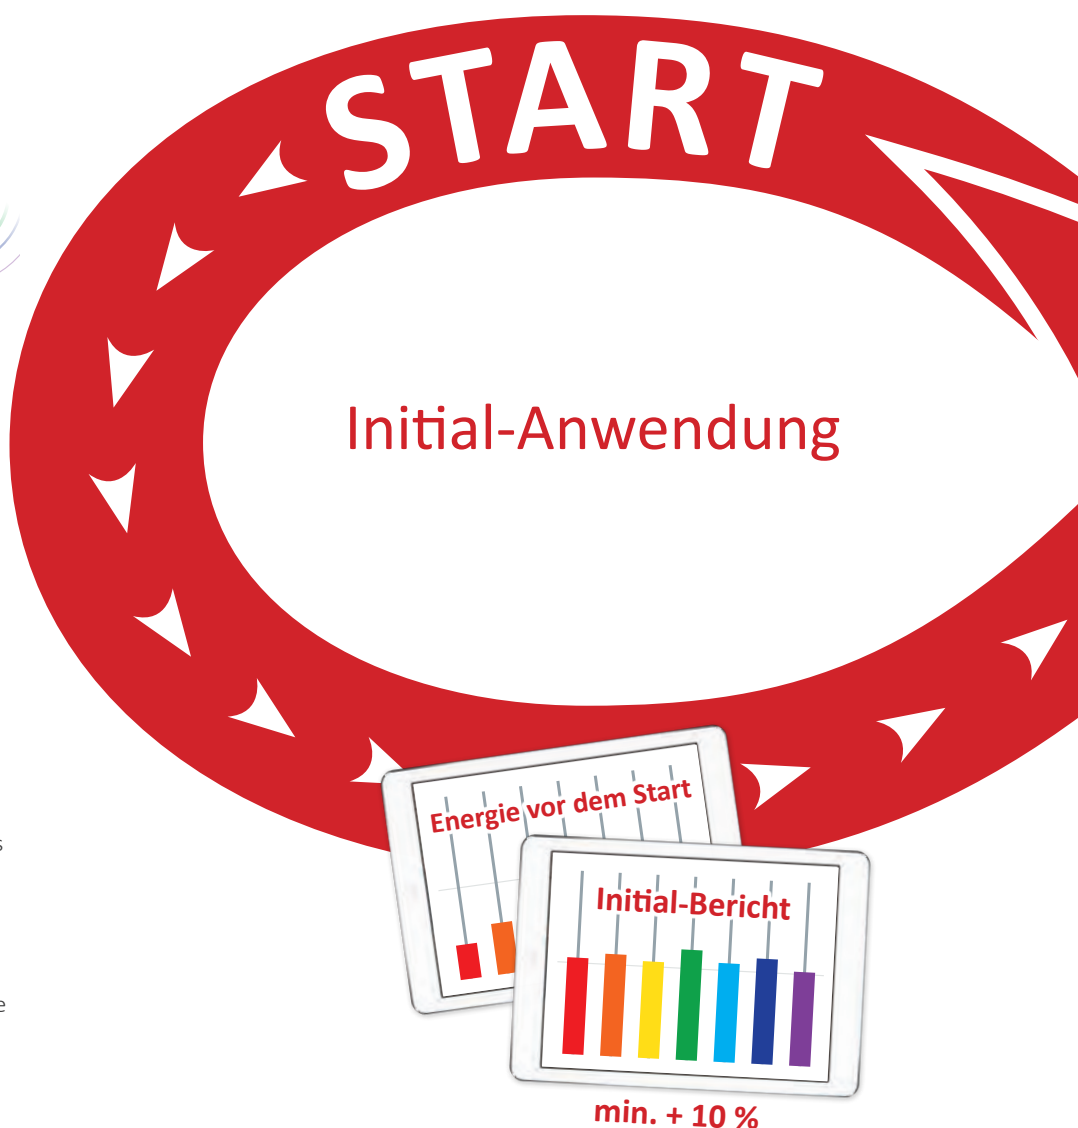 START
Initial-Anwendung
Energie vor dem Start
Initial-Bericht
min. + 10 %